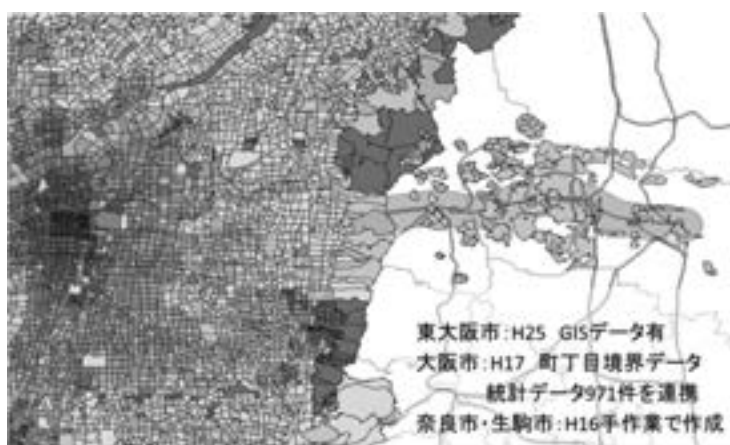 東大阪市：H25 GISデータ有
大阪市：H17 町丁目境界データ
統計データ971件を連携
奈良市・生駒市：H16手作業で作成